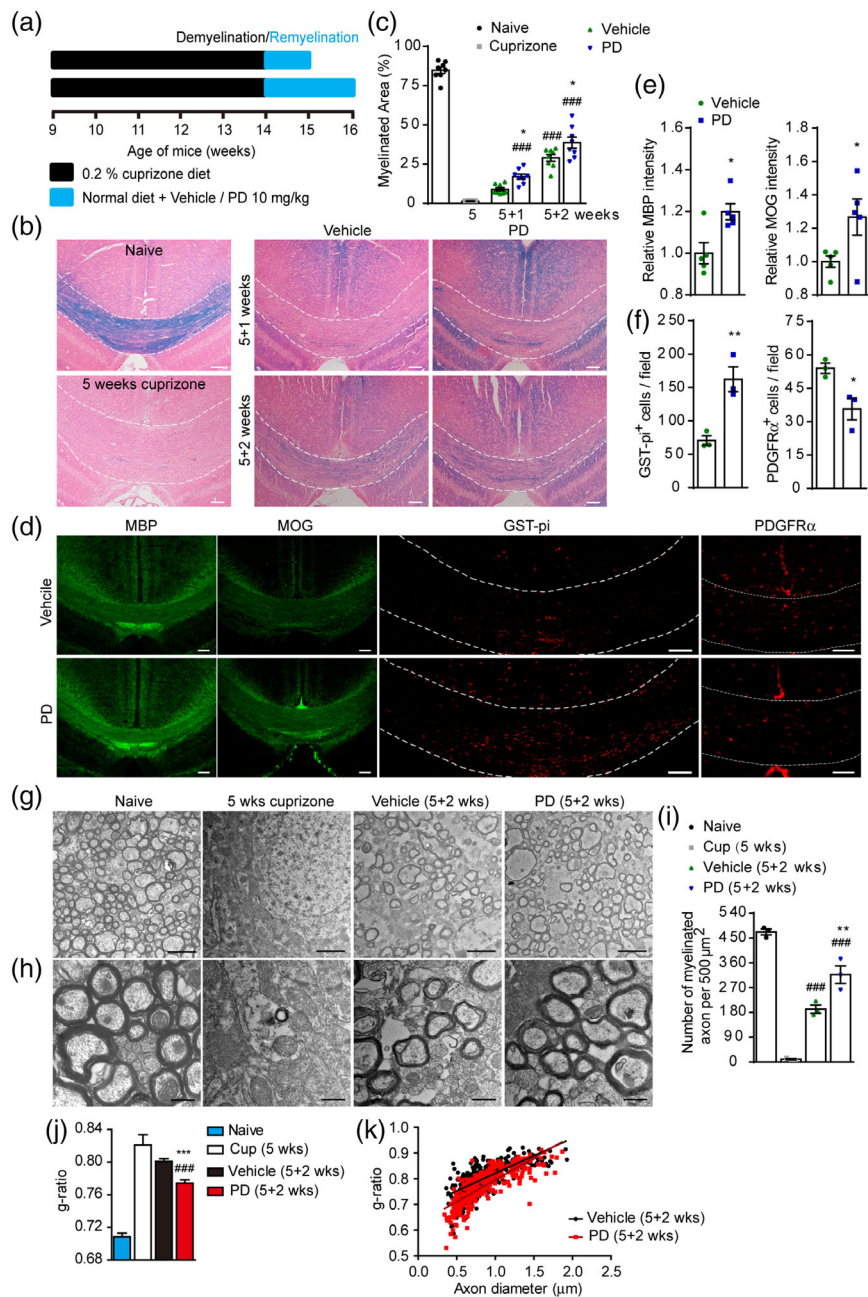 (a)
Demyelination/Remyelination
9 10 11 12 13 14 15 16
Age of mice (weeks)
0.2 % cuprizone diet
Normal diet + Vehicle / PD 10 mg/kg
(b)
Naive
5 weeks cuprizone
Vehicle
PD
5+1 weeks
5+2 weeks
(c)
Naive
Cuprizone
Vehicle
PD
Myelinated Area (%)
100
75
50
25
0
*
###
###
*
###
5 5+1 5+2 weeks
(d)
MBP MOG GST-pi PDGFRα
Vehcile
PD
(e)
Vehicle
PD
Relative MBP intensity
1.6
1.4
1.2
1.0
0.8
*
Relative MOG intensity
1.8
1.6
1.4
1.2
1.0
0.8
*
(f)
GST-pi+ cells / field
250
200
150
100
50
0
**
PDGFRα+ cells / field
7.5
60
45
30
15
0
*
(g)
Naive 5 wks cuprizone Vehicle (5+2 wks) PD (5+2 wks)
(h)
(i)
Naive
Cup (5 wks)
Vehicle (5+2 wks)
PD (5+2 wks)
Number of myelinated
axon per 500 μm2
540
450
360
270
180
90
0
###
**
###
(j)
Naive
Cup (5 wks)
Vehicle (5+2 wks)
PD (5+2 wks)
g-ratio
0.84
0.80
0.76
0.72
0.68
***
###
(k)
g-ratio
1.0
0.9
0.8
0.7
0.6
0.5
0.0 0.5 1.0 1.5 2.0 2.5
Axon diameter (μm)
Vehicle (5+2 wks)
PD (5+2 wks)